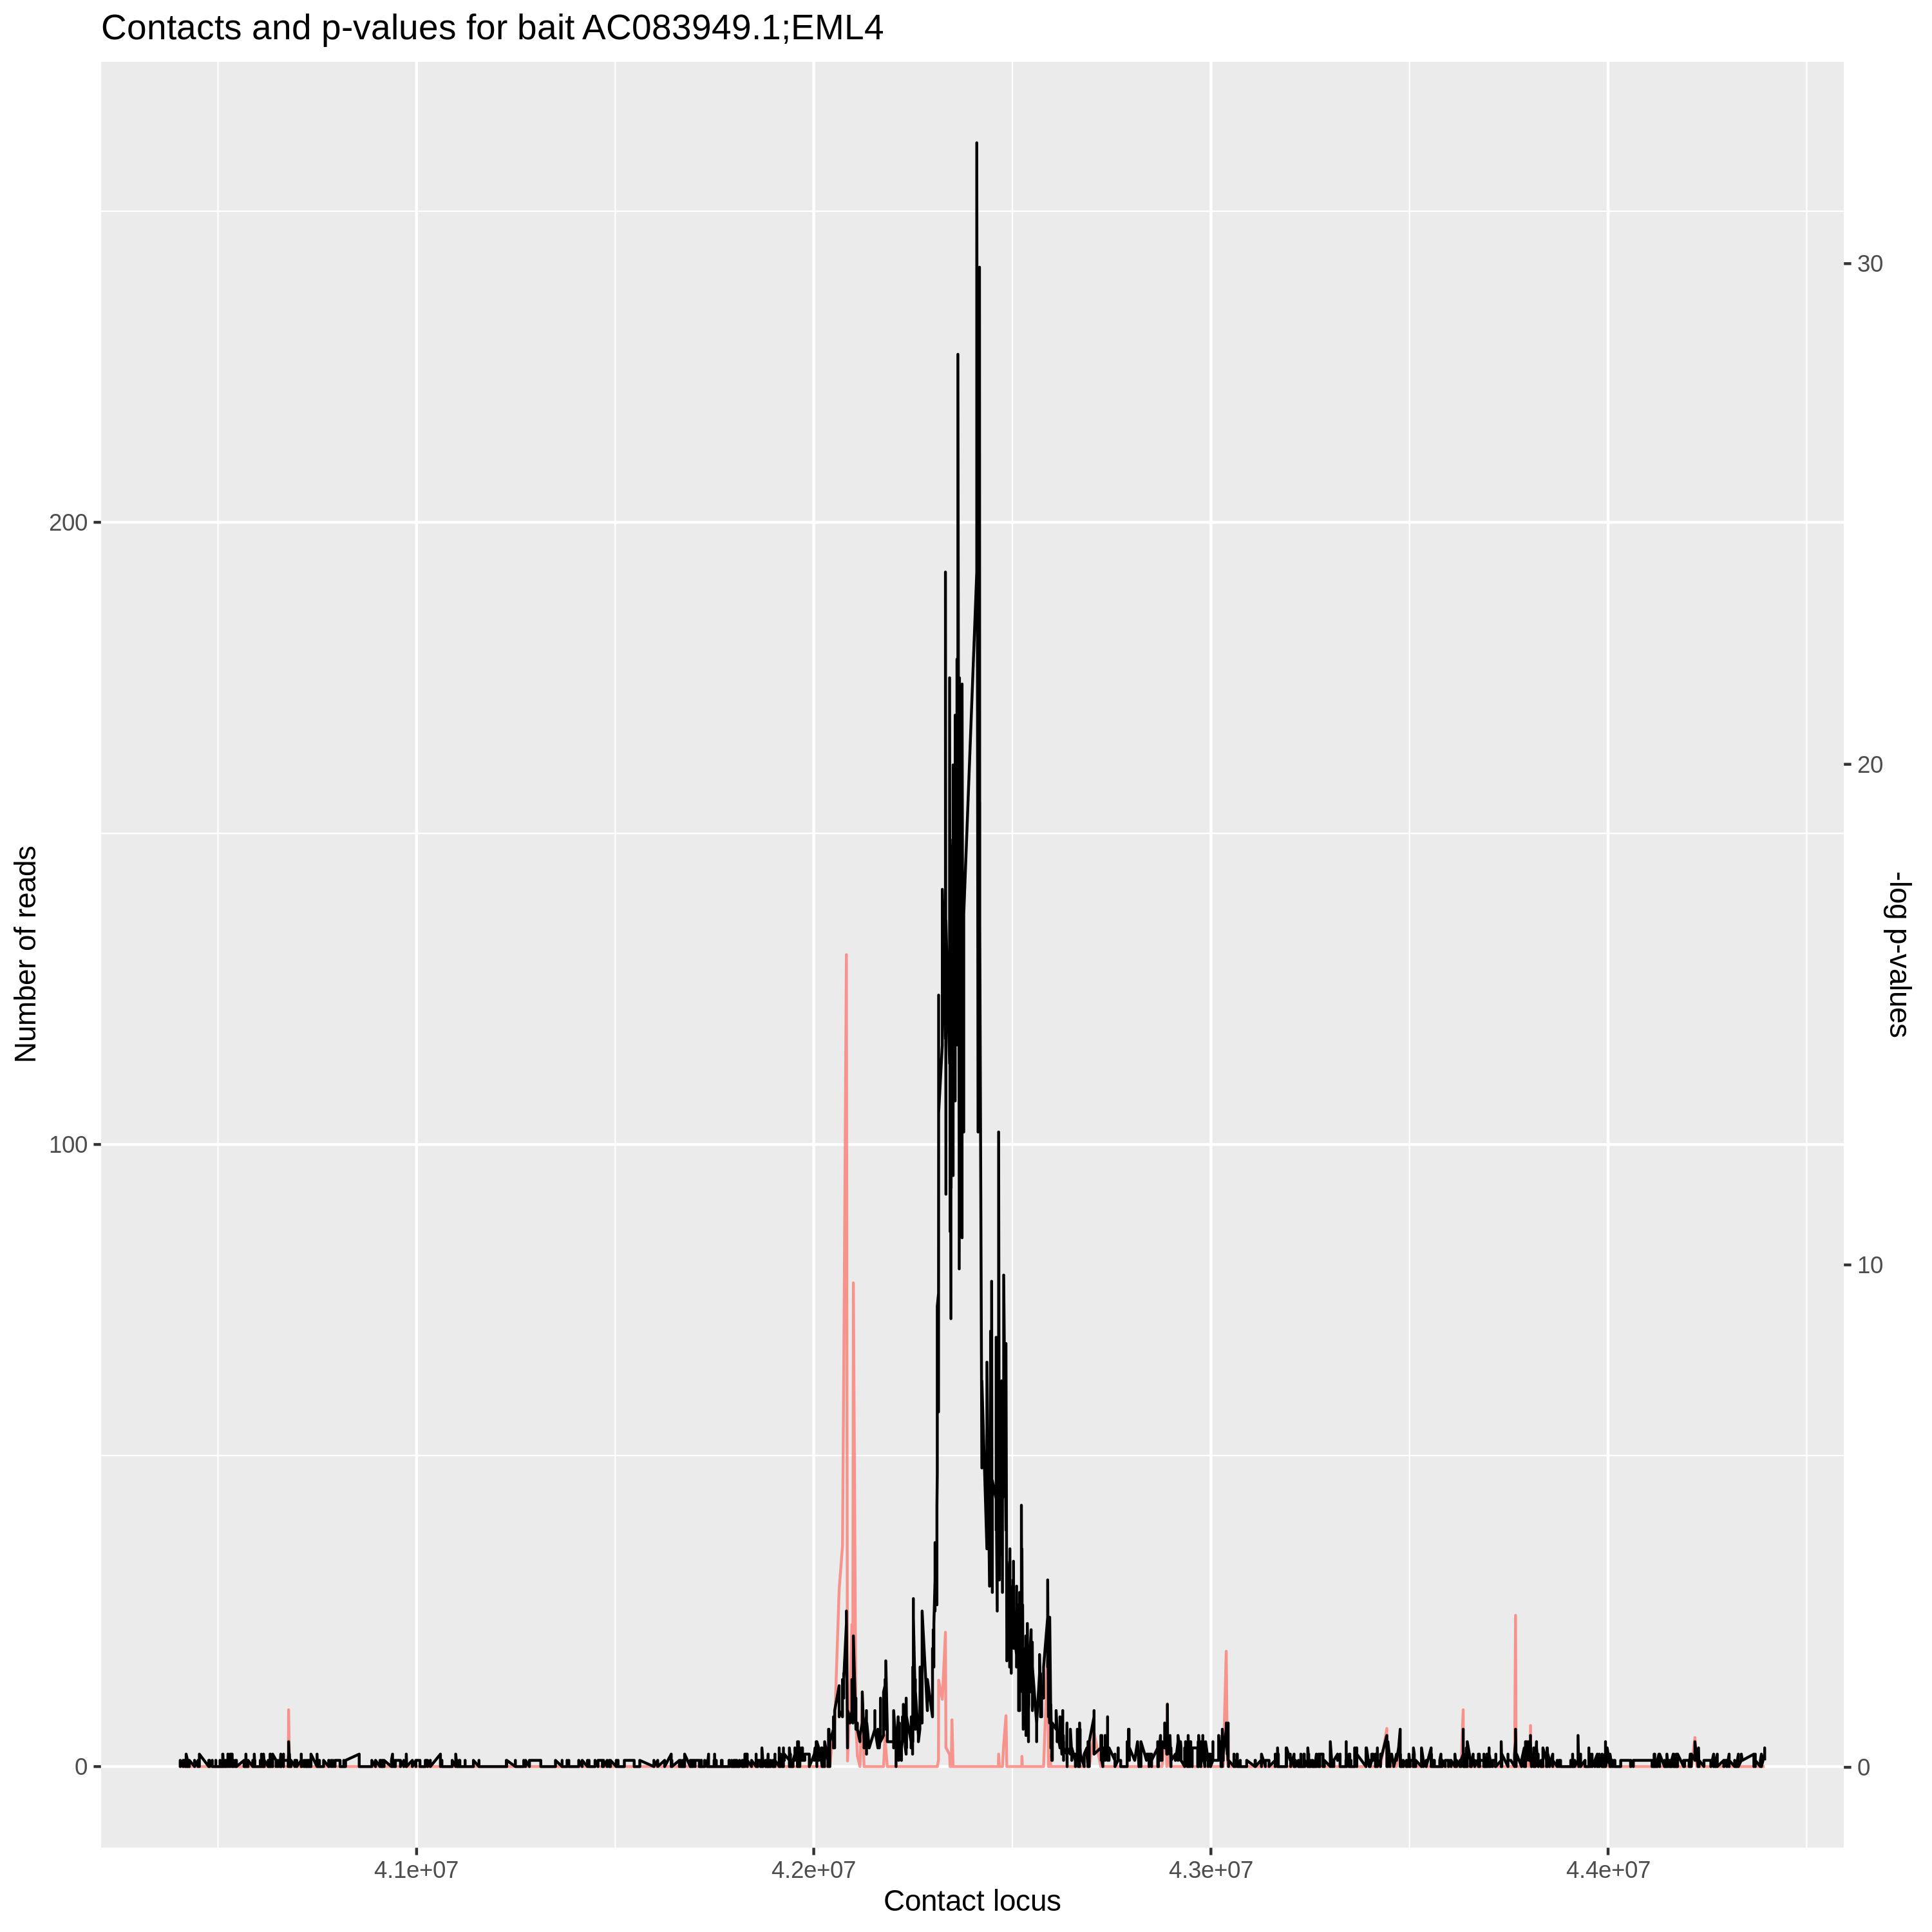 Contacts and p-values for bait AC083949.1;EML4
200
100
0
Number of reads
30
20
10
0
-log p-values
4.1e+07 4.2e+07 4.3e+07 4.4e+07
Contact locus